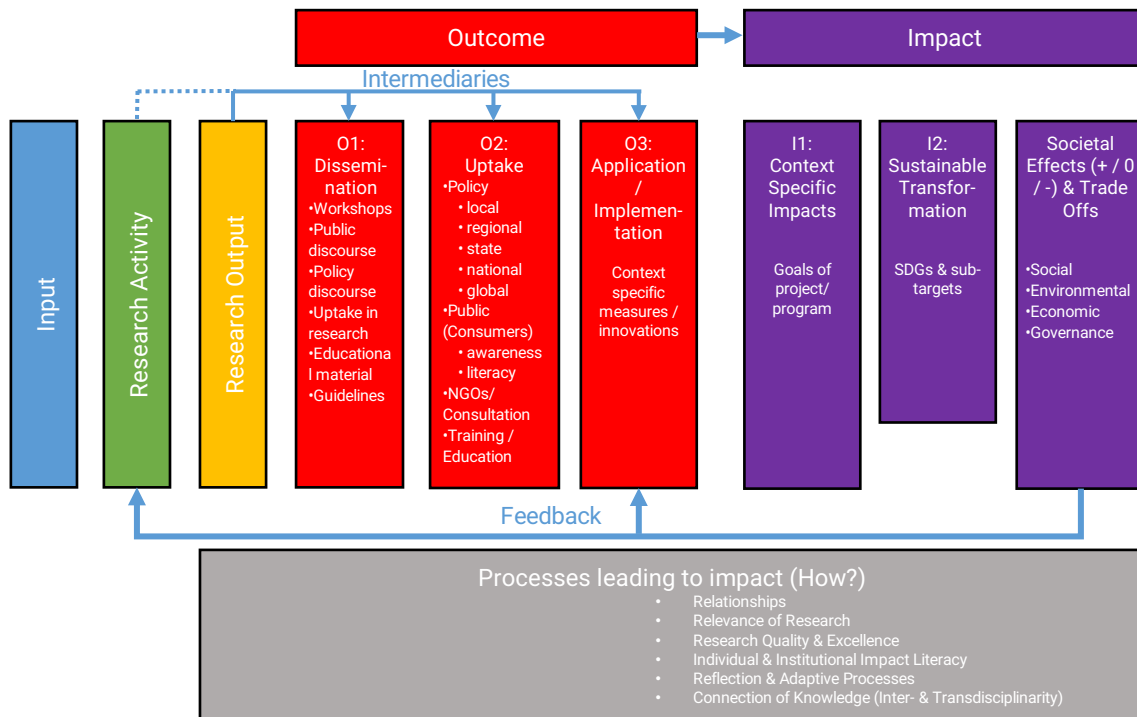 Outcome
Impact
Intermediaries
Input
Research Activity
Research Output
O1:
Dissemi-
nation
•Workshops
•Public
discourse
•Policy
discourse
•Uptake in
research
•Educationa
l material
•Guidelines
O2:
Uptake
•Policy
• local
• regional
• state
• national
• global
•Public
(Consumers)
• awareness
• literacy
•NGOs/
Consultation
•Training /
Education
O3:
Application
/
Implemen-
tation
Context
specific
measures /
innovations
I1:
Context
Specific
Impacts
Goals of
project/
program
I2:
Sustainable
Transfor-
mation
SDGs & sub-
targets
Societal
Effects (+ / 0
/ -) & Trade
Offs
•Social
•Environmental
•Economic
•Governance
Feedback
Processes leading to impact (How?)
• Relationships
• Relevance of Research
• Research Quality & Excellence
• Individual & Institutional Impact Literacy
• Reflection & Adaptive Processes
• Connection of Knowledge (Inter- & Transdisciplinarity)